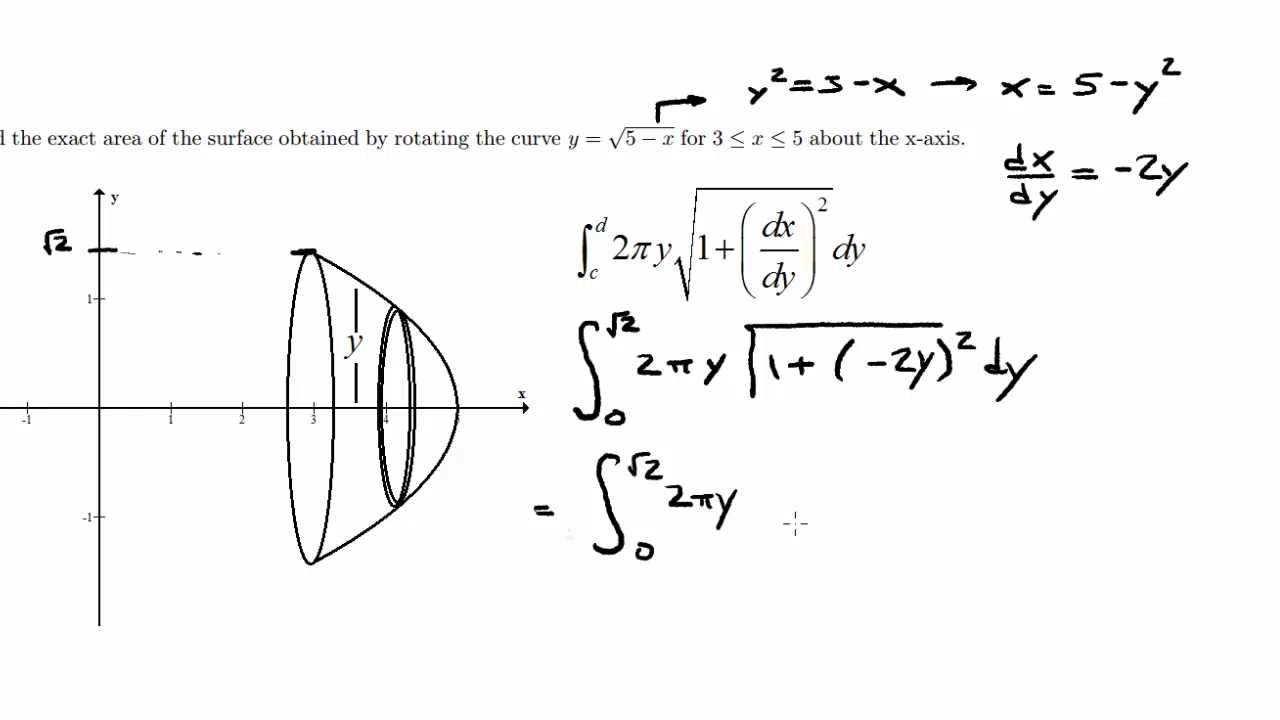 y² = 5 - x → x = 5 - y²
the exact area of the surface obtained by rotating the curve y = √(5 − x) for 3 ≤ x ≤ 5 about the x-axis.
dx/dy = -2y
y
√2
∫_c^d 2πy√(1+(dx/dy)²) dy
1
∫_0^√2 2πy √(1+(-2y)²) dy
y
x
-1 1 2 3 4
= ∫_0^√2 2πy
-1